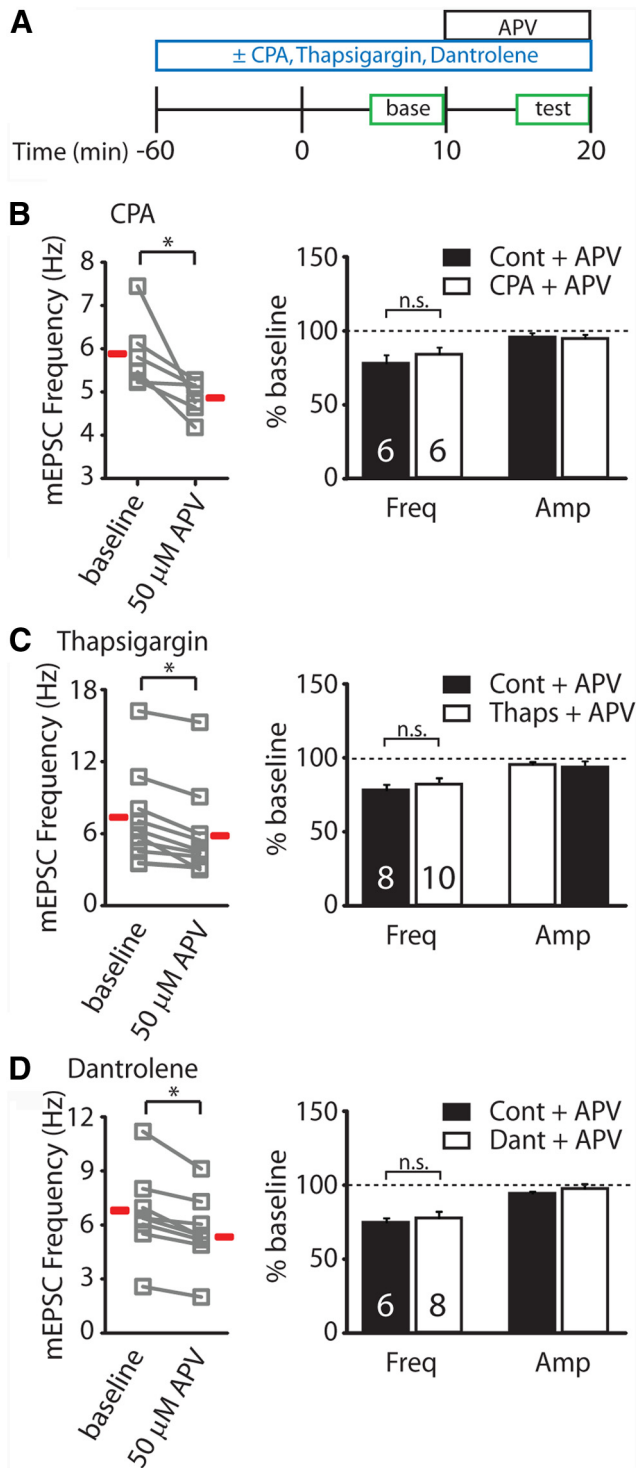 A
APV
± CPA, Thapsigargin, Dantrolene
base
test
Time (min) -60 0 10 20
B
CPA
mEPSC Frequency (Hz)
8
7
6
5
4
3
*
baseline
50 μM APV
% baseline
150
100
50
0
Cont + APV
CPA + APV
n.s.
6 6
Freq Amp
C
Thapsigargin
mEPSC Frequency (Hz)
18
12
6
0
*
baseline
50 μM APV
% baseline
150
100
50
0
Cont + APV
Thaps + APV
n.s.
8 10
Freq Amp
D
Dantrolene
mEPSC Frequency (Hz)
12
9
6
3
0
*
baseline
50 μM APV
% baseline
150
100
50
0
Cont + APV
Dant + APV
n.s.
6 8
Freq Amp